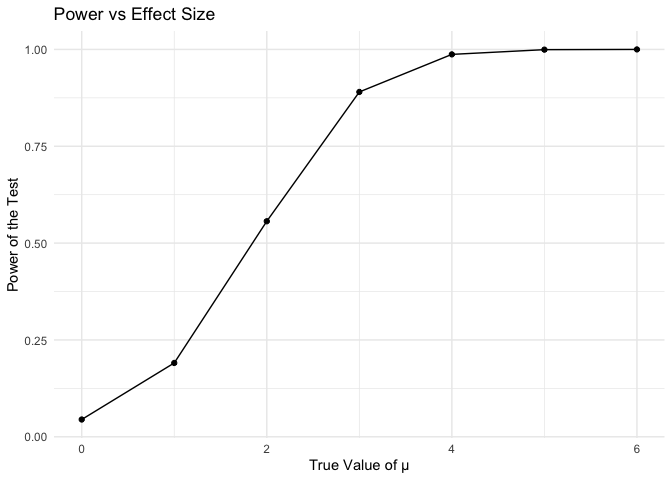 Power vs Effect Size
Power of the Test
1.00
0.75
0.50
0.25
0.00
0 2 4 6
True Value of μ